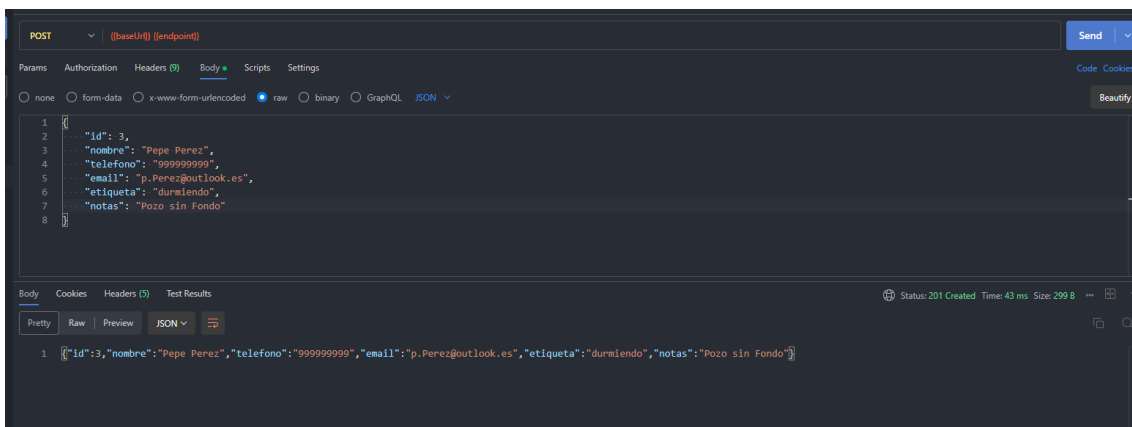 POST {{baseUrl}} {{endpoint}} Send
Params Authorization Headers (9) Body Scripts Settings Code Cookies
none form-data x-www-form-urlencoded raw binary GraphQL JSON Beautify
1 {
2 "id": 3,
3 "nombre": "Pepe Perez",
4 "telefono": "999999999",
5 "email": "p.Perez@outlook.es",
6 "etiqueta": "durmiendo",
7 "notas": "Pozo sin Fondo"
8 }
Body Cookies Headers (5) Test Results Status: 201 Created Time: 43 ms Size: 299 B
Pretty Raw Preview JSON
1 {"id":3,"nombre":"Pepe Perez","telefono":"999999999","email":"p.Perez@outlook.es","etiqueta":"durmiendo","notas":"Pozo sin Fondo"}